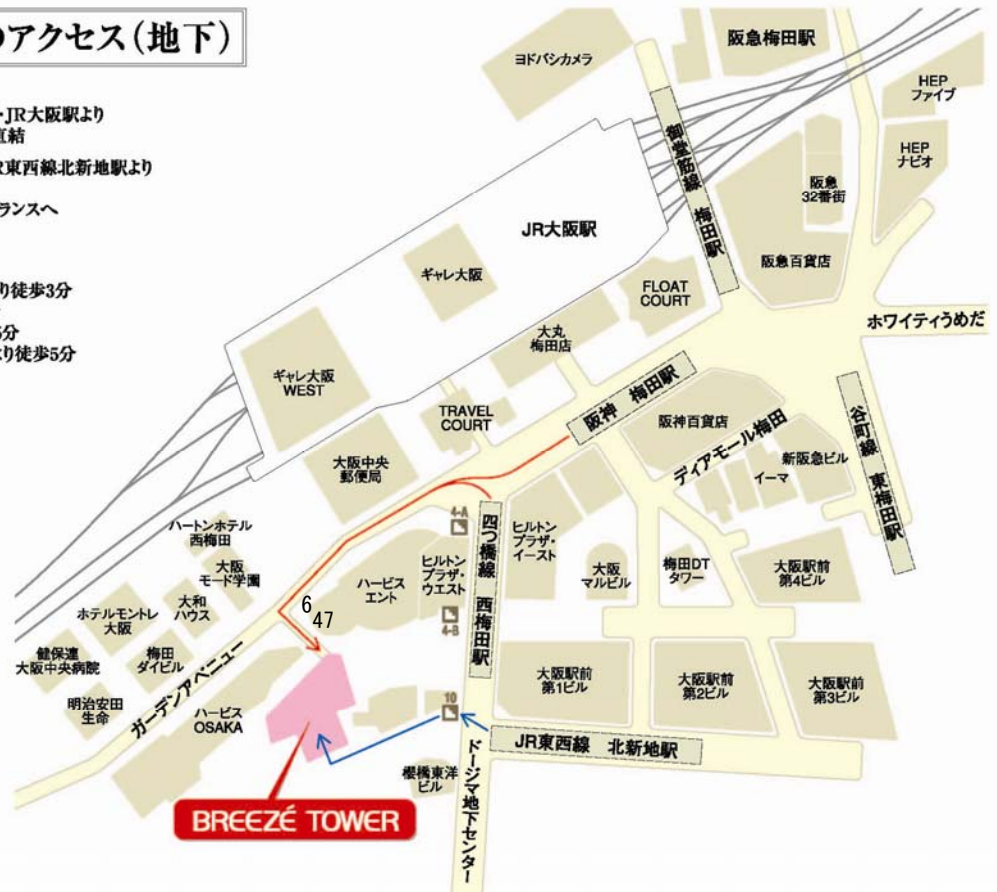 アクセス（地下）
・JR大阪駅より
直結
東西線北新地駅より
ランスへ
り徒歩3分
5分
より徒歩5分
ヨドバシカメラ
阪急梅田駅
HEP
ファイブ
HEP
ナビオ
御堂筋線 梅田駅
阪急
32番街
JR大阪駅
阪急百貨店
ギャレ大阪
FLOAT
COURT
ホワイティうめだ
大丸
梅田店
ギャレ大阪
WEST
阪神 梅田駅
TRAVEL
COURT
阪神百貨店
ディアモール梅田
谷町線 東梅田駅
大阪中央
郵便局
新阪急ビル
イーマ
4-A
四つ橋線 西梅田駅
ハートンホテル
西梅田
ヒルトン
プラザ・
イースト
大阪
モード学園
ハービス
エント
ヒルトン
プラザ・
ウエスト
大阪
マルビル
梅田DT
タワー
大阪駅前
第4ビル
6
47
4-B
大和
ハウス
ホテルモントレ
大阪
健保連
大阪中央病院
梅田
ダイビル
ガーデンアベニュー
大阪駅前
第1ビル
大阪駅前
第2ビル
大阪駅前
第3ビル
明治安田
生命
ハービス
OSAKA
10
JR東西線 北新地駅
櫻橋東洋
ビル
ドージマ地下センター
BREEZÉ TOWER